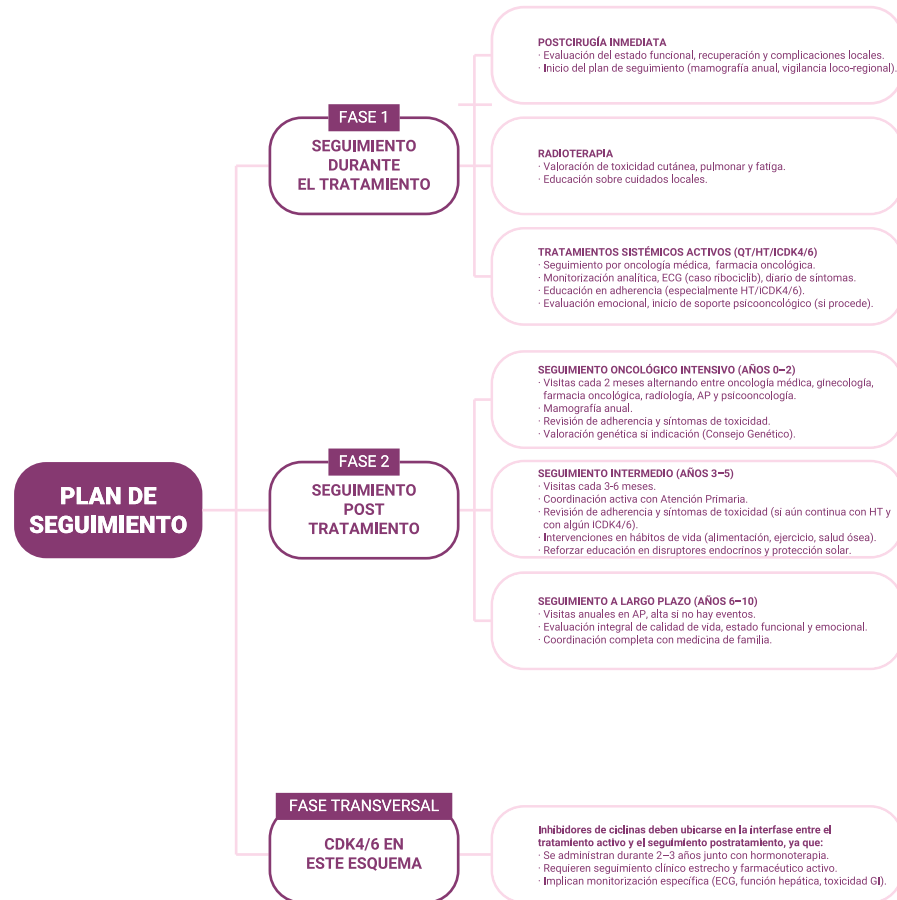 PLAN DE
SEGUIMIENTO
FASE 1
SEGUIMIENTO
DURANTE
EL TRATAMIENTO
POSTCIRUGÍA INMEDIATA
· Evaluación del estado funcional, recuperación y complicaciones locales.
· Inicio del plan de seguimiento (mamografía anual, vigilancia loco-regional).
RADIOTERAPIA
· Valoración de toxicidad cutánea, pulmonar y fatiga.
· Educación sobre cuidados locales.
TRATAMIENTOS SISTÉMICOS ACTIVOS (QT/HT/ICDK4/6)
· Seguimiento por oncología médica, farmacia oncológica.
· Monitorización analítica, ECG (caso ribociclib), diario de síntomas.
· Educación en adherencia (especialmente HT/ICDK4/6).
· Evaluación emocional, inicio de soporte psicooncológico (si procede).
FASE 2
SEGUIMIENTO
POST
TRATAMIENTO
SEGUIMIENTO ONCOLÓGICO INTENSIVO (AÑOS 0–2)
· Visitas cada 2 meses alternando entre oncología médica, ginecología,
farmacia oncológica, radiología, AP y psicooncología.
· Mamografía anual.
· Revisión de adherencia y síntomas de toxicidad.
· Valoración genética si indicación (Consejo Genético).
SEGUIMIENTO INTERMEDIO (AÑOS 3–5)
· Visitas cada 3-6 meses.
· Coordinación activa con Atención Primaria.
· Revisión de adherencia y síntomas de toxicidad (si aún continua con HT y
con algún ICDK4/6).
· Intervenciones en hábitos de vida (alimentación, ejercicio, salud ósea).
· Reforzar educación en disruptores endocrinos y protección solar.
SEGUIMIENTO A LARGO PLAZO (AÑOS 6–10)
· Visitas anuales en AP, alta si no hay eventos.
· Evaluación integral de calidad de vida, estado funcional y emocional.
· Coordinación completa con medicina de familia.
FASE TRANSVERSAL
CDK4/6 EN
ESTE ESQUEMA
Inhibidores de ciclinas deben ubicarse en la interfase entre el
tratamiento activo y el seguimiento postratamiento, ya que:
· Se administran durante 2–3 años junto con hormonoterapia.
· Requieren seguimiento clínico estrecho y farmacéutico activo.
· Implican monitorización específica (ECG, función hepática, toxicidad GI).